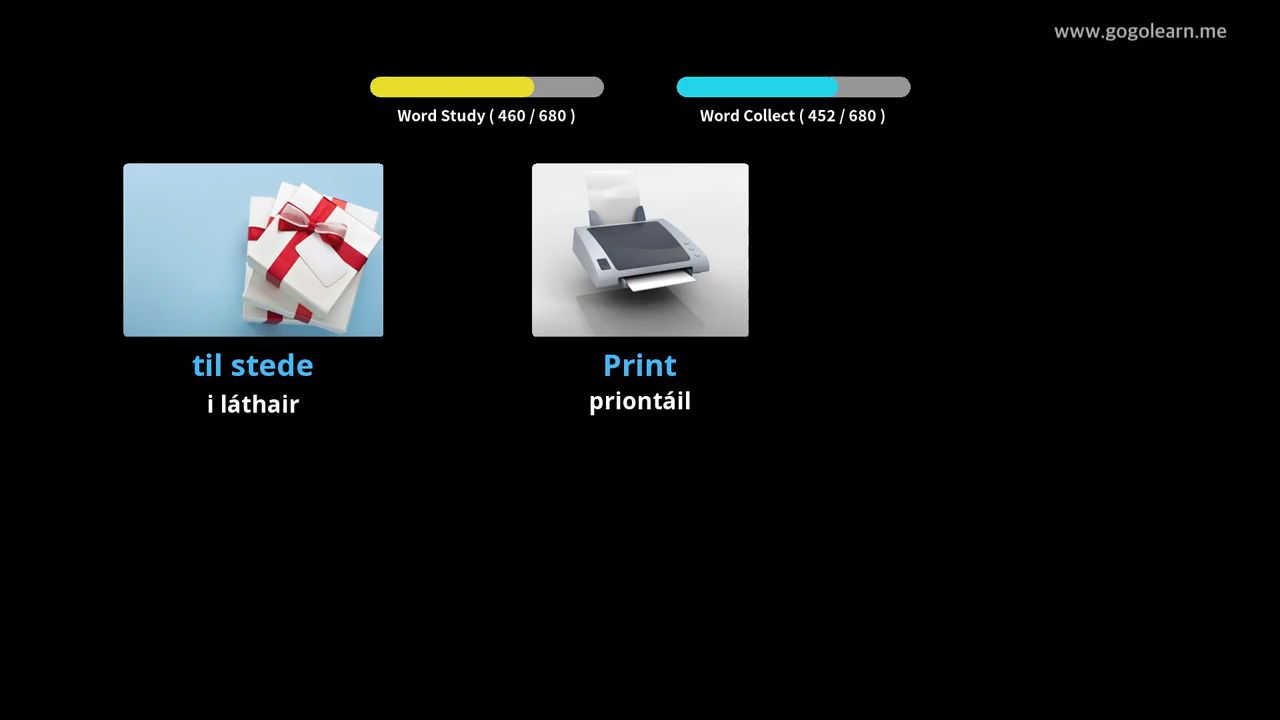 www.gogolearn.me
Word Study ( 460 / 680 )
Word Collect ( 452 / 680 )
til stede
i láthair
Print
priontáil